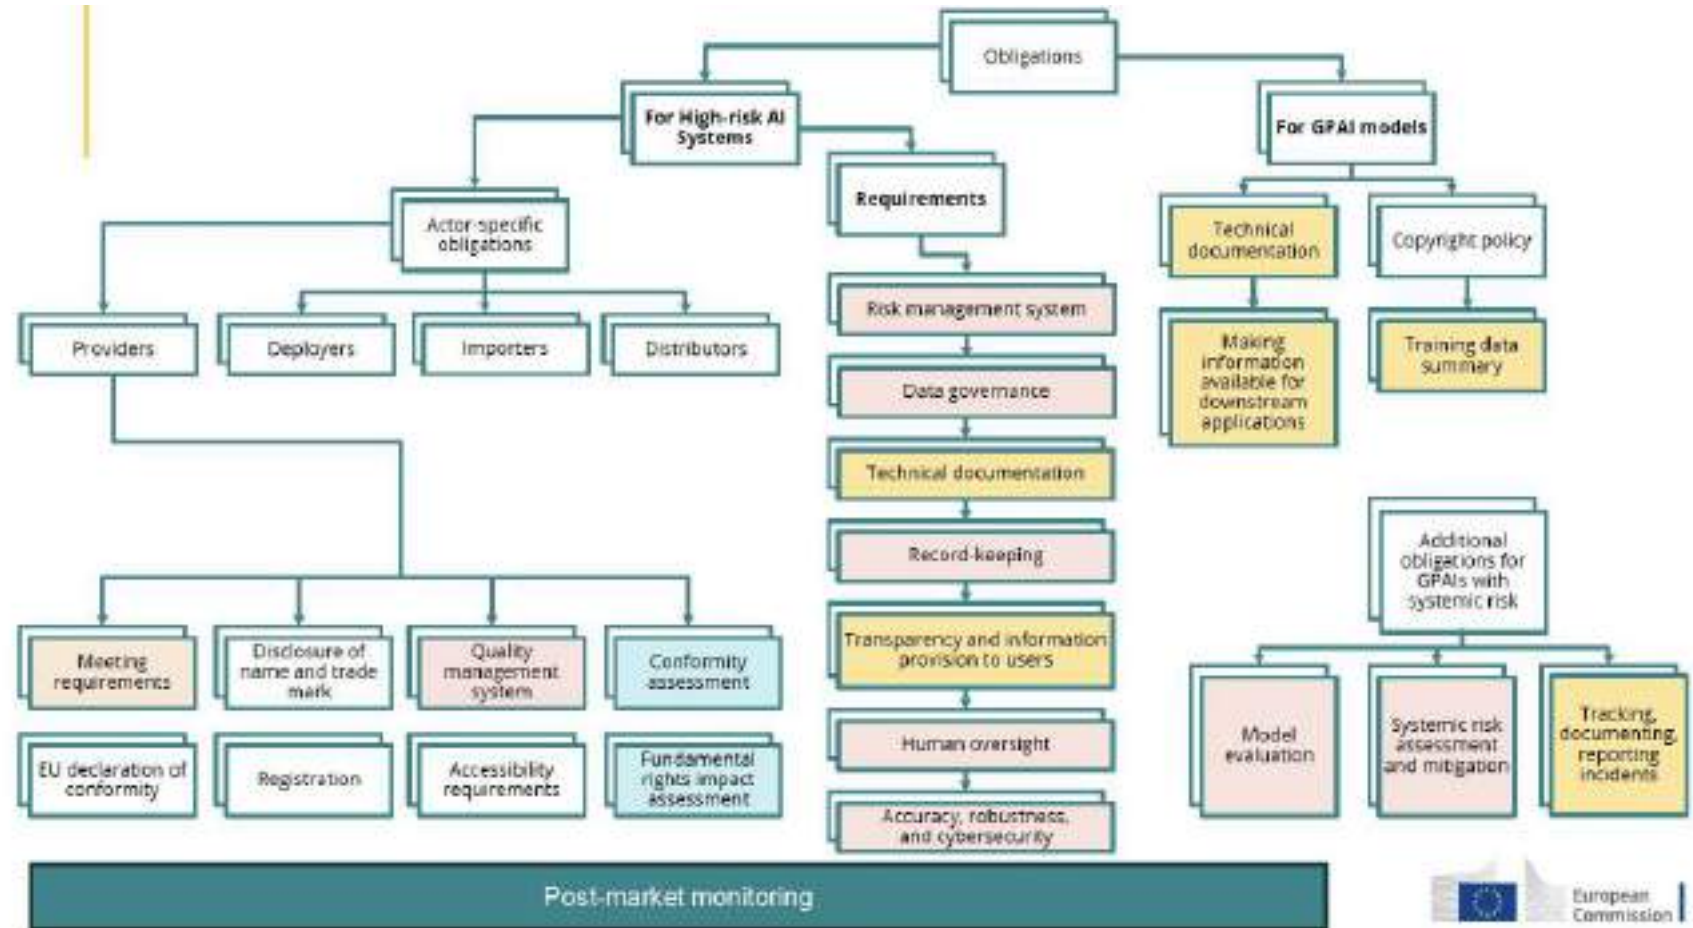 Obligations
For High-risk AI
Systems
For GPAI models
Actor-specific
obligations
Requirements
Technical
documentation
Copyright policy
Providers
Deployers
Importers
Distributors
Risk management system
Making
information
available for
downstream
applications
Training data
summary
Data governance
Technical documentation
Record-keeping
Additional
obligations for
GPAIs with
systemic risk
Meeting
requirements
Disclosure of
name and trade
mark
Quality
management
system
Conformity
assessment
Transparency and information
provision to users
EU declaration of
conformity
Registration
Accessibility
requirements
Fundamental
rights impact
assessment
Human oversight
Model
evaluation
Systemic risk
assessment
and mitigation
Tracking,
documenting,
reporting
incidents
Accuracy, robustness,
and cybersecurity
Post-market monitoring
European
Commission